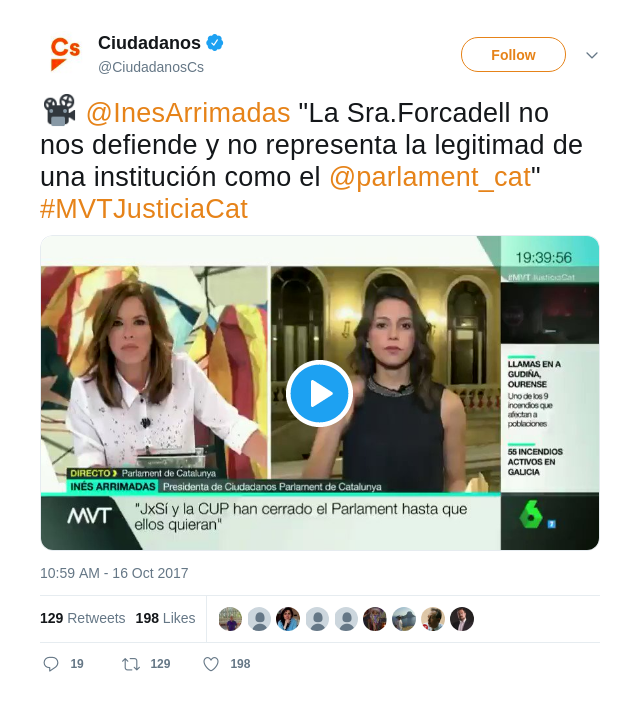 Cs
Ciudadanos
@CiudadanosCs
Follow
@InesArrimadas "La Sra.Forcadell no
nos defiende y no representa la legitimad de
una institución como el @parlament_cat"
#MVTJusticiaCat
19:39:56
#MVTJusticiaCat
LLAMAS EN A
GUDIÑA,
OURENSE
Uno de los 9
incendios que
afectan a
poblaciones
55 INCENDIOS
ACTIVOS EN
GALICIA
DIRECTO Parlament de Catalunya
INÉS ARRIMADAS Presidenta de Ciudadanos Parlament de Catalunya
MVT
"JxSí y la CUP han cerrado el Parlament hasta que
ellos quieran"
6
7
10:59 AM - 16 Oct 2017
129 Retweets 198 Likes
19 129 198